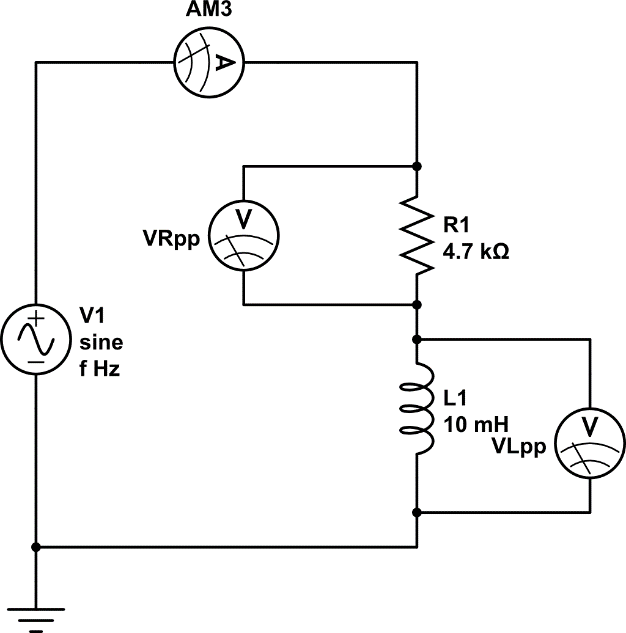 AM3
A
V
VRpp
R1
4.7 kΩ
V1
sine
f Hz
L1
10 mH
V
VLpp